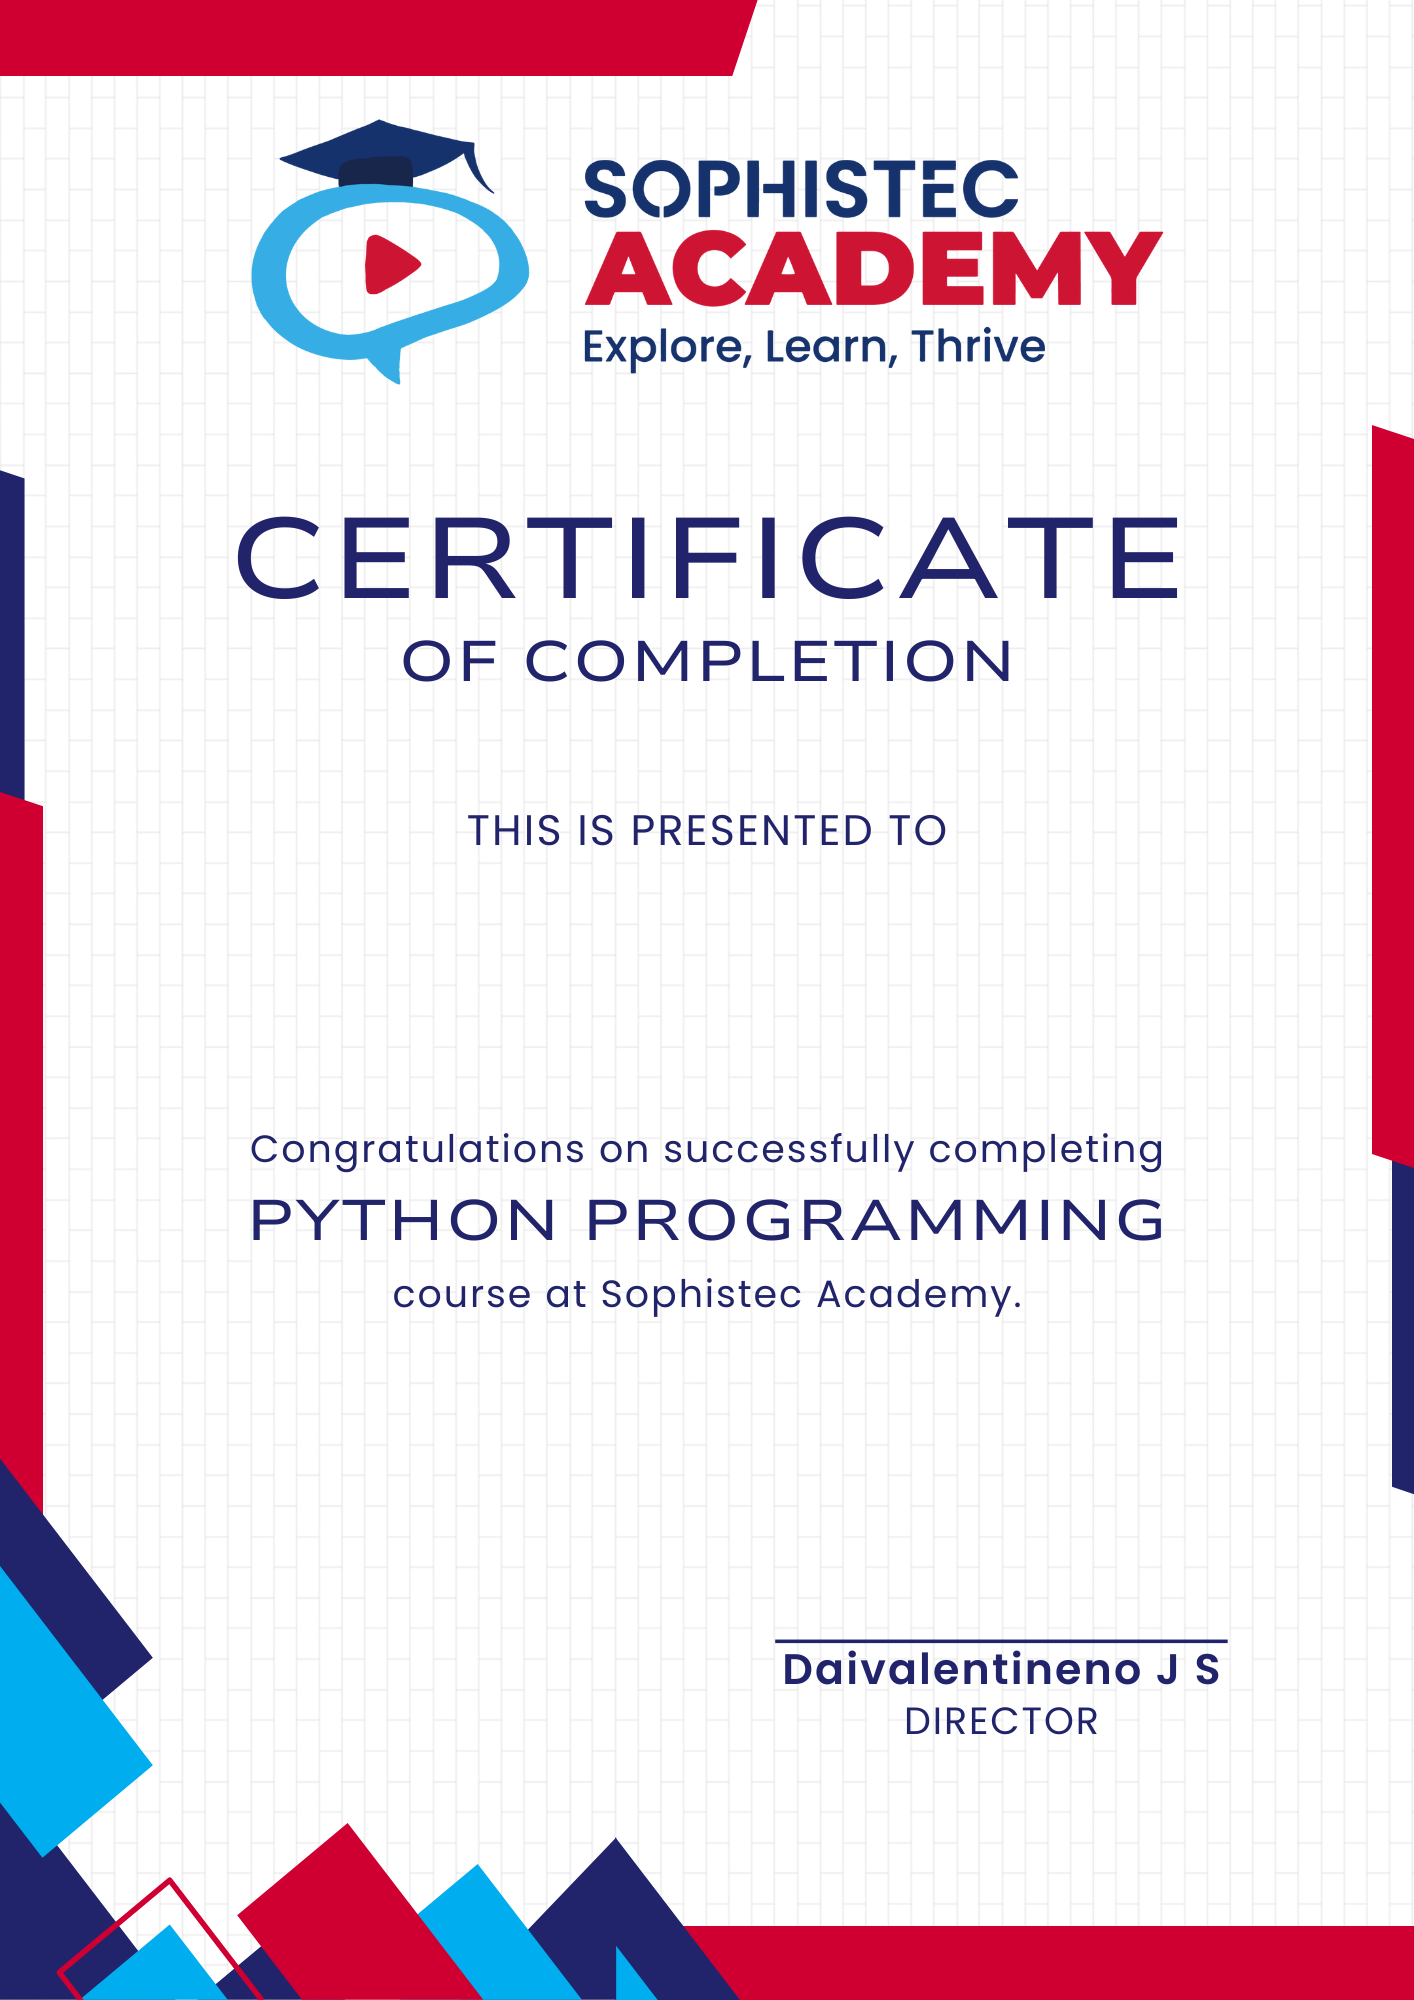 SOPHISTEC
ACADEMY
Explore, Learn, Thrive
CERTIFICATE
OF COMPLETION
THIS IS PRESENTED TO
Congratulations on successfully completing
PYTHON PROGRAMMING
course at Sophistec Academy.
Daivalentineno J S
DIRECTOR